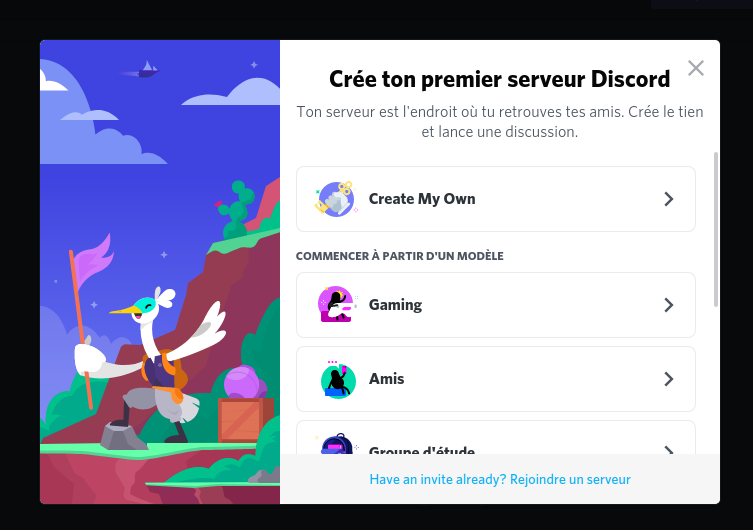 Crée ton premier serveur Discord
Ton serveur est l'endroit où tu retrouves tes amis. Crée le tien
et lance une discussion.
Create My Own
COMMENCER À PARTIR D'UN MODÈLE
Gaming
Amis
Groupe d'étude
Have an invite already? Rejoindre un serveur